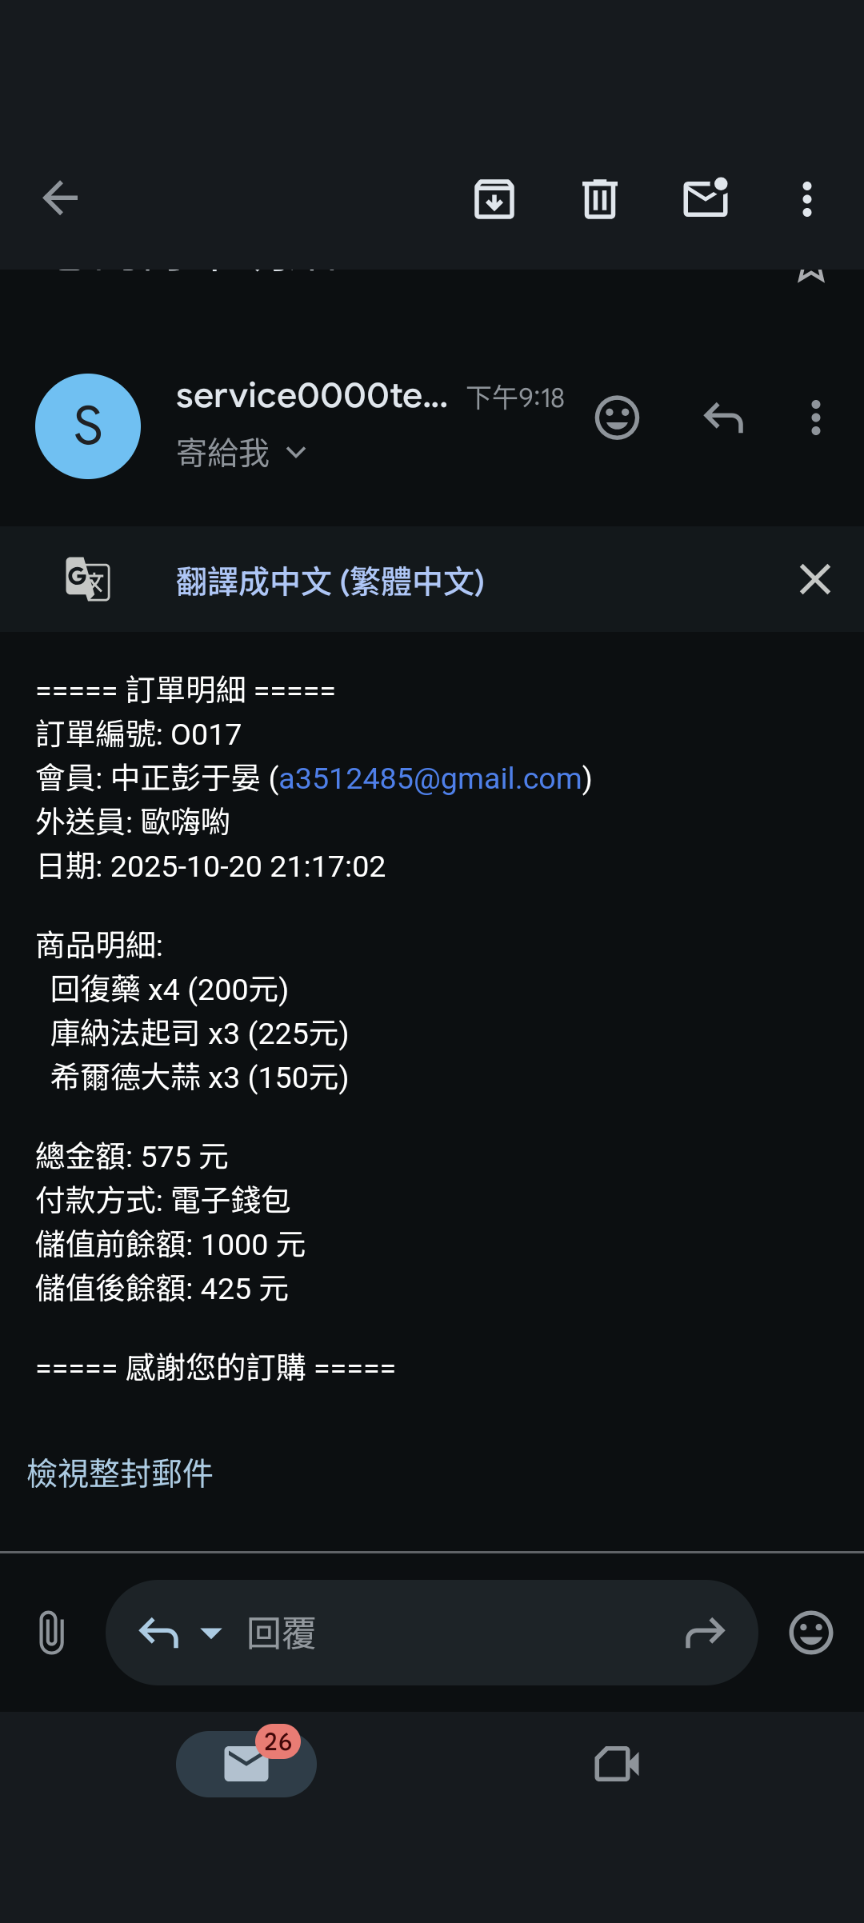 S
service0000te...
下午9:18
寄給我
G文
翻譯成中文 (繁體中文)
===== 訂單明細 =====
訂單編號: O017
會員: 中正彭于晏 (a3512485@gmail.com)
外送員: 歐嗨喲
日期: 2025-10-20 21:17:02
商品明細:
回復藥 x4 (200元)
庫納法起司 x3 (225元)
希爾德大蒜 x3 (150元)
總金額: 575 元
付款方式: 電子錢包
儲值前餘額: 1000 元
儲值後餘額: 425 元
===== 感謝您的訂購 =====
檢視整封郵件
回覆
26